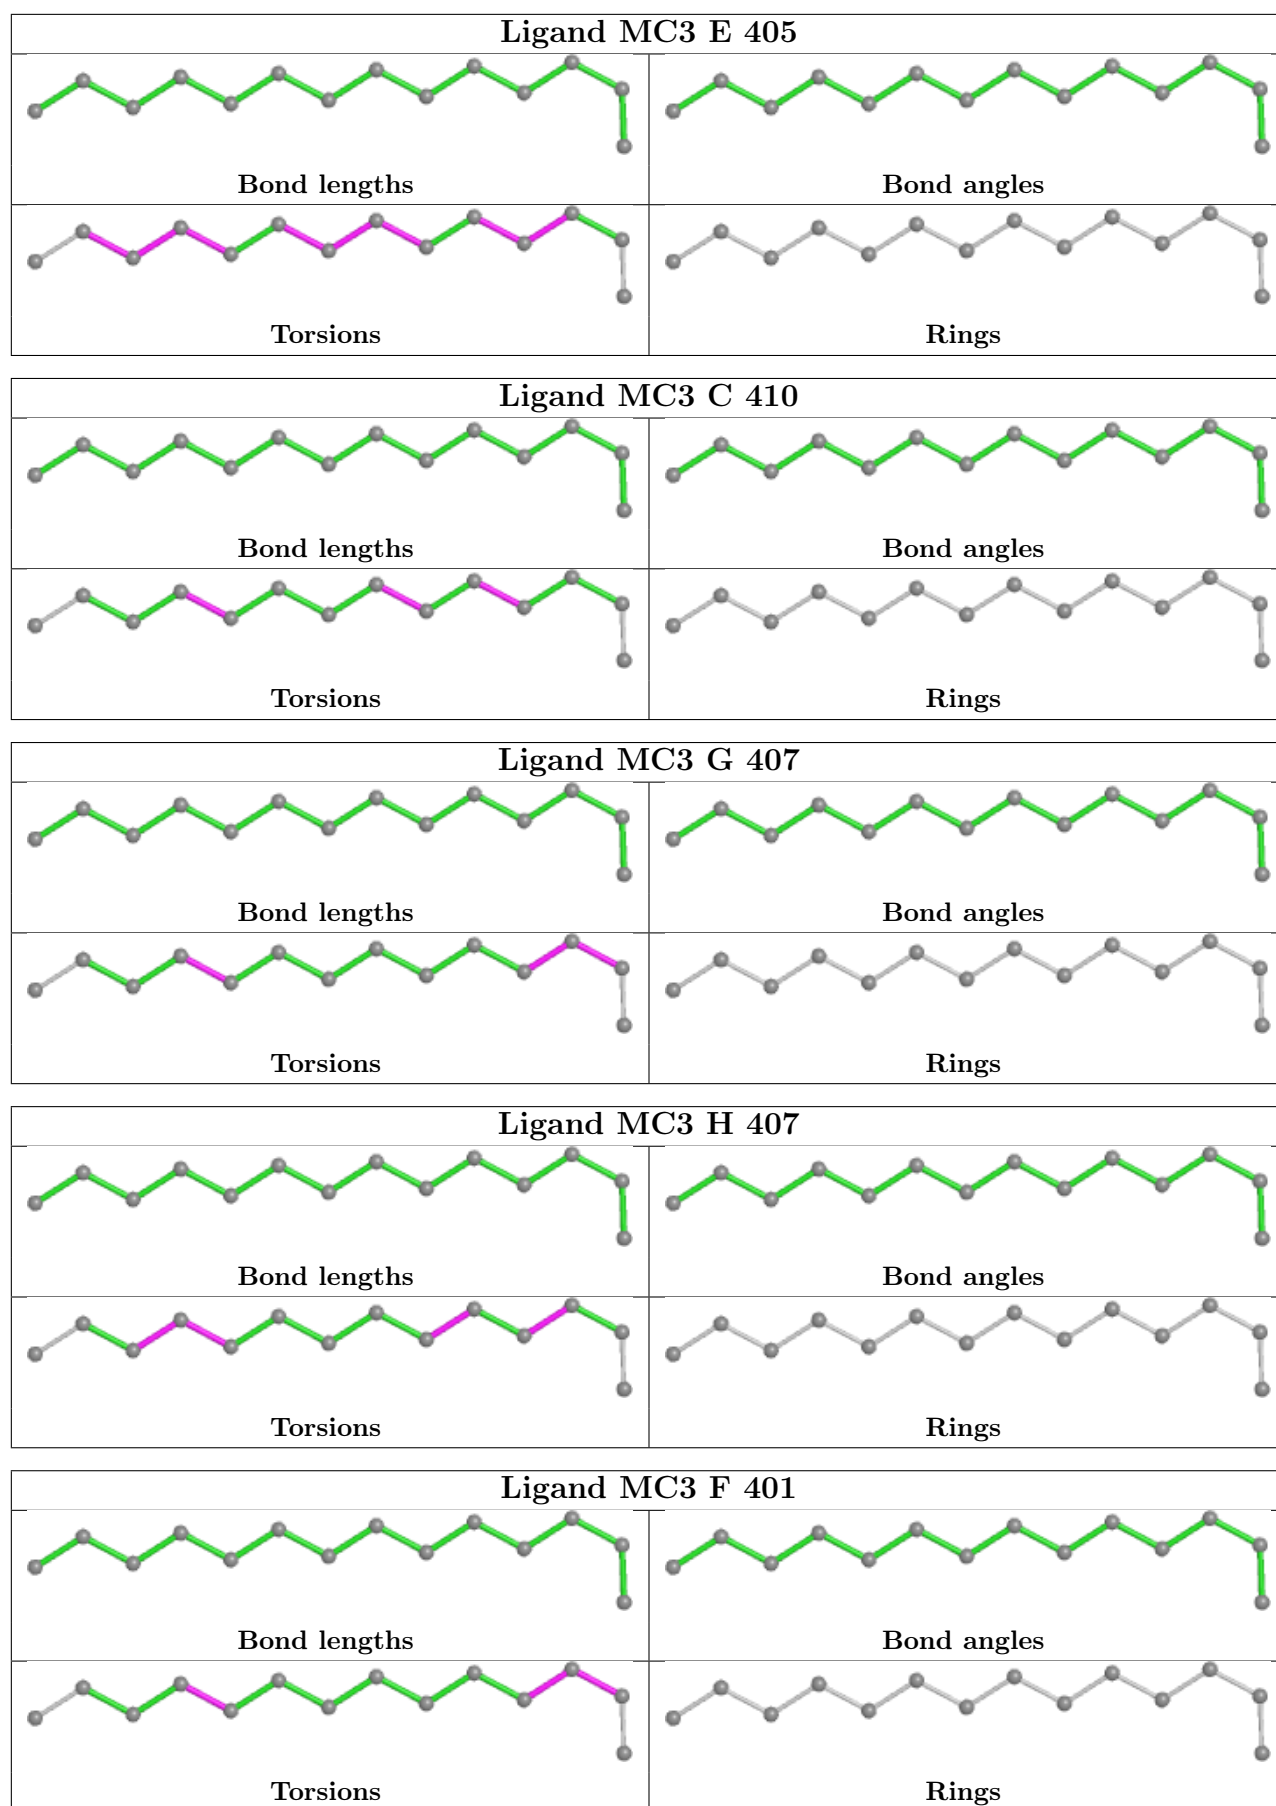 Ligand MC3 E 405
Bond lengths
Bond angles
Torsions
Rings
Ligand MC3 C 410
Bond lengths
Bond angles
Torsions
Rings
Ligand MC3 G 407
Bond lengths
Bond angles
Torsions
Rings
Ligand MC3 H 407
Bond lengths
Bond angles
Torsions
Rings
Ligand MC3 F 401
Bond lengths
Bond angles
Torsions
Rings